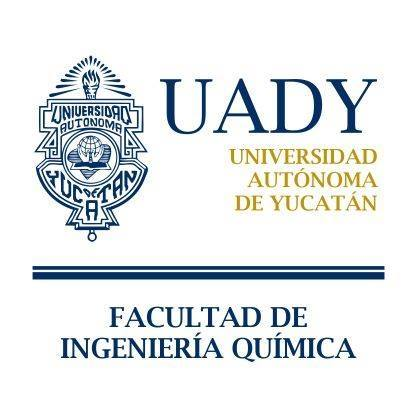 UNIVERSIDAD
AUTONOMA
YUCATAN
UADY
UNIVERSIDAD
AUTÓNOMA
DE YUCATÁN
FACULTAD DE
INGENIERÍA QUÍMICA